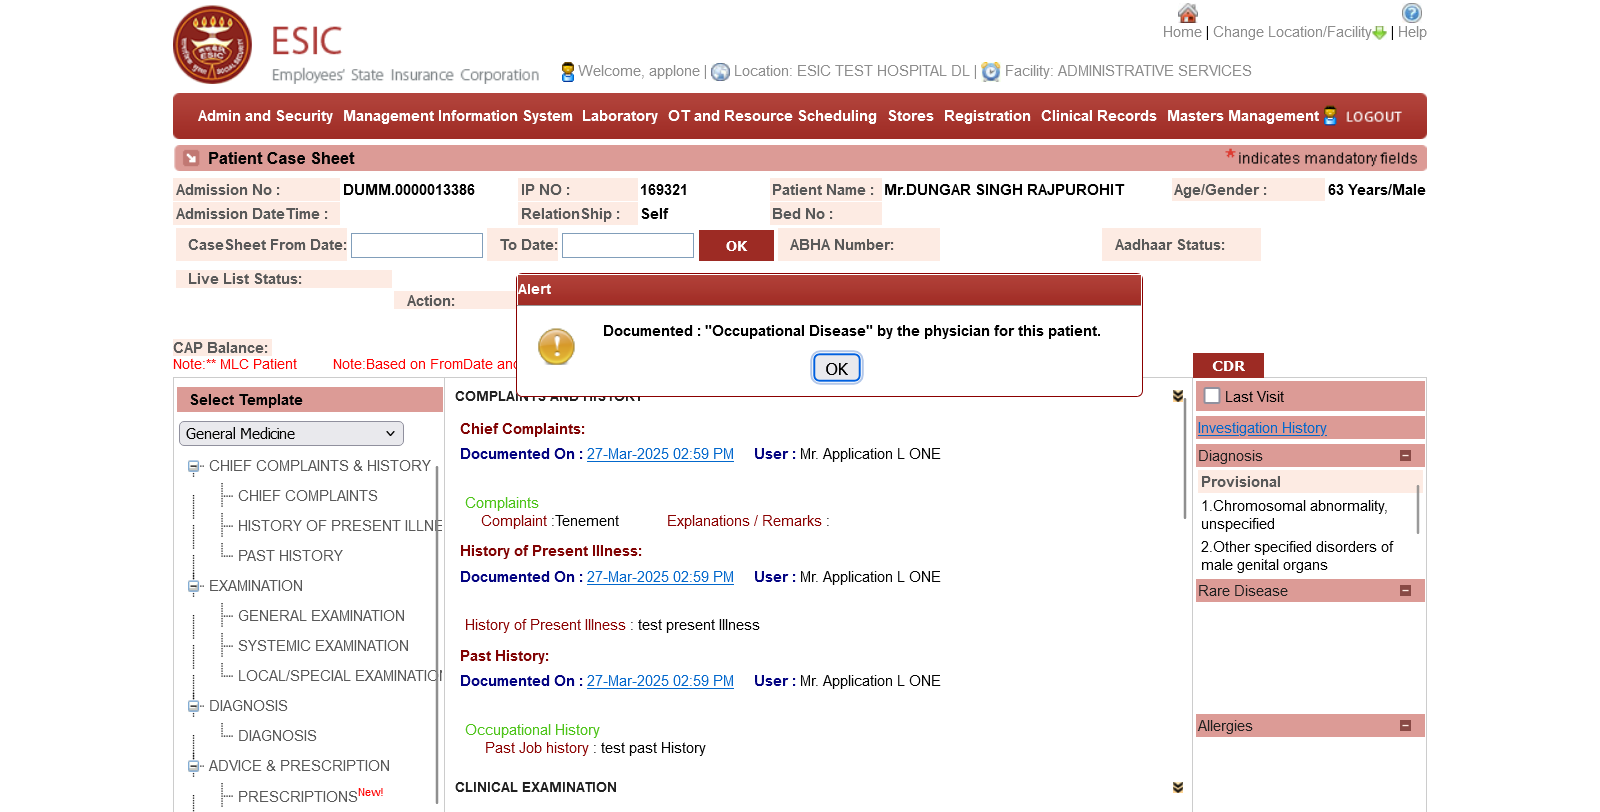 Home | Change Location/Facility | Help
ESIC
Employees' State Insurance Corporation
Welcome, applone | Location: ESIC TEST HOSPITAL DL | Facility: ADMINISTRATIVE SERVICES
Admin and Security Management Information System Laboratory OT and Resource Scheduling Stores Registration Clinical Records Masters Management LOGOUT
Patient Case Sheet
*indicates mandatory fields
Admission No : DUMM.0000013386 IP NO : 169321 Patient Name : Mr.DUNGAR SINGH RAJPUROHIT Age/Gender : 63 Years/Male
Admission DateTime : RelationShip : Self Bed No :
CaseSheet From Date: To Date: OK ABHA Number: Aadhaar Status:
Live List Status:
Action:
Alert
Documented : "Occupational Disease" by the physician for this patient.
OK
CAP Balance:
Note:** MLC Patient Note:Based on FromDate and
CDR
Select Template
General Medicine
CHIEF COMPLAINTS & HISTORY
CHIEF COMPLAINTS
HISTORY OF PRESENT ILLNE
PAST HISTORY
EXAMINATION
GENERAL EXAMINATION
SYSTEMIC EXAMINATION
LOCAL/SPECIAL EXAMINATION
DIAGNOSIS
DIAGNOSIS
ADVICE & PRESCRIPTION
PRESCRIPTIONS New!
COMPLAINTS AND HISTORY
Chief Complaints:
Documented On : 27-Mar-2025 02:59 PM User : Mr. Application L ONE
Complaints
Complaint :Tenement Explanations / Remarks :
History of Present Illness:
Documented On : 27-Mar-2025 02:59 PM User : Mr. Application L ONE
History of Present Illness : test present Illness
Past History:
Documented On : 27-Mar-2025 02:59 PM User : Mr. Application L ONE
Occupational History
Past Job history : test past History
CLINICAL EXAMINATION
Last Visit
Investigation History
Diagnosis
Provisional
1.Chromosomal abnormality,
unspecified
2.Other specified disorders of
male genital organs
Rare Disease
Allergies